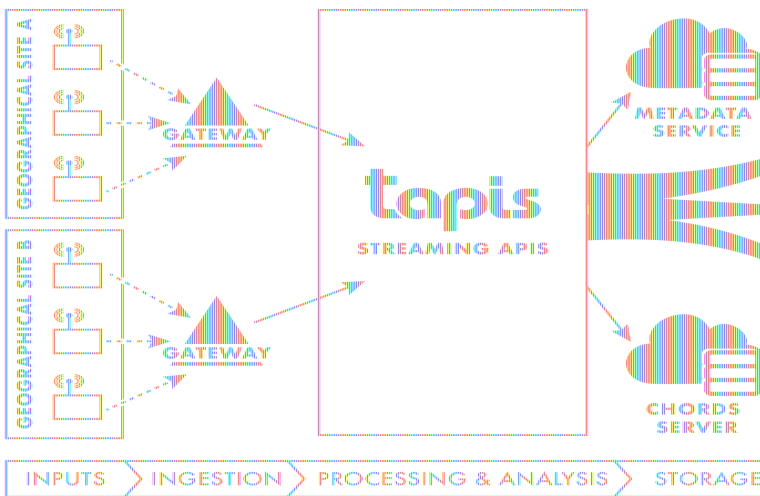 GEOGRAPHICAL SITE A
GATEWAY
METADATA
SERVICE
tapis
STREAMING APIS
GEOGRAPHICAL SITE B
GATEWAY
CHORDS
SERVER
INPUTS
INGESTION
PROCESSING & ANALYSIS
STORAGE